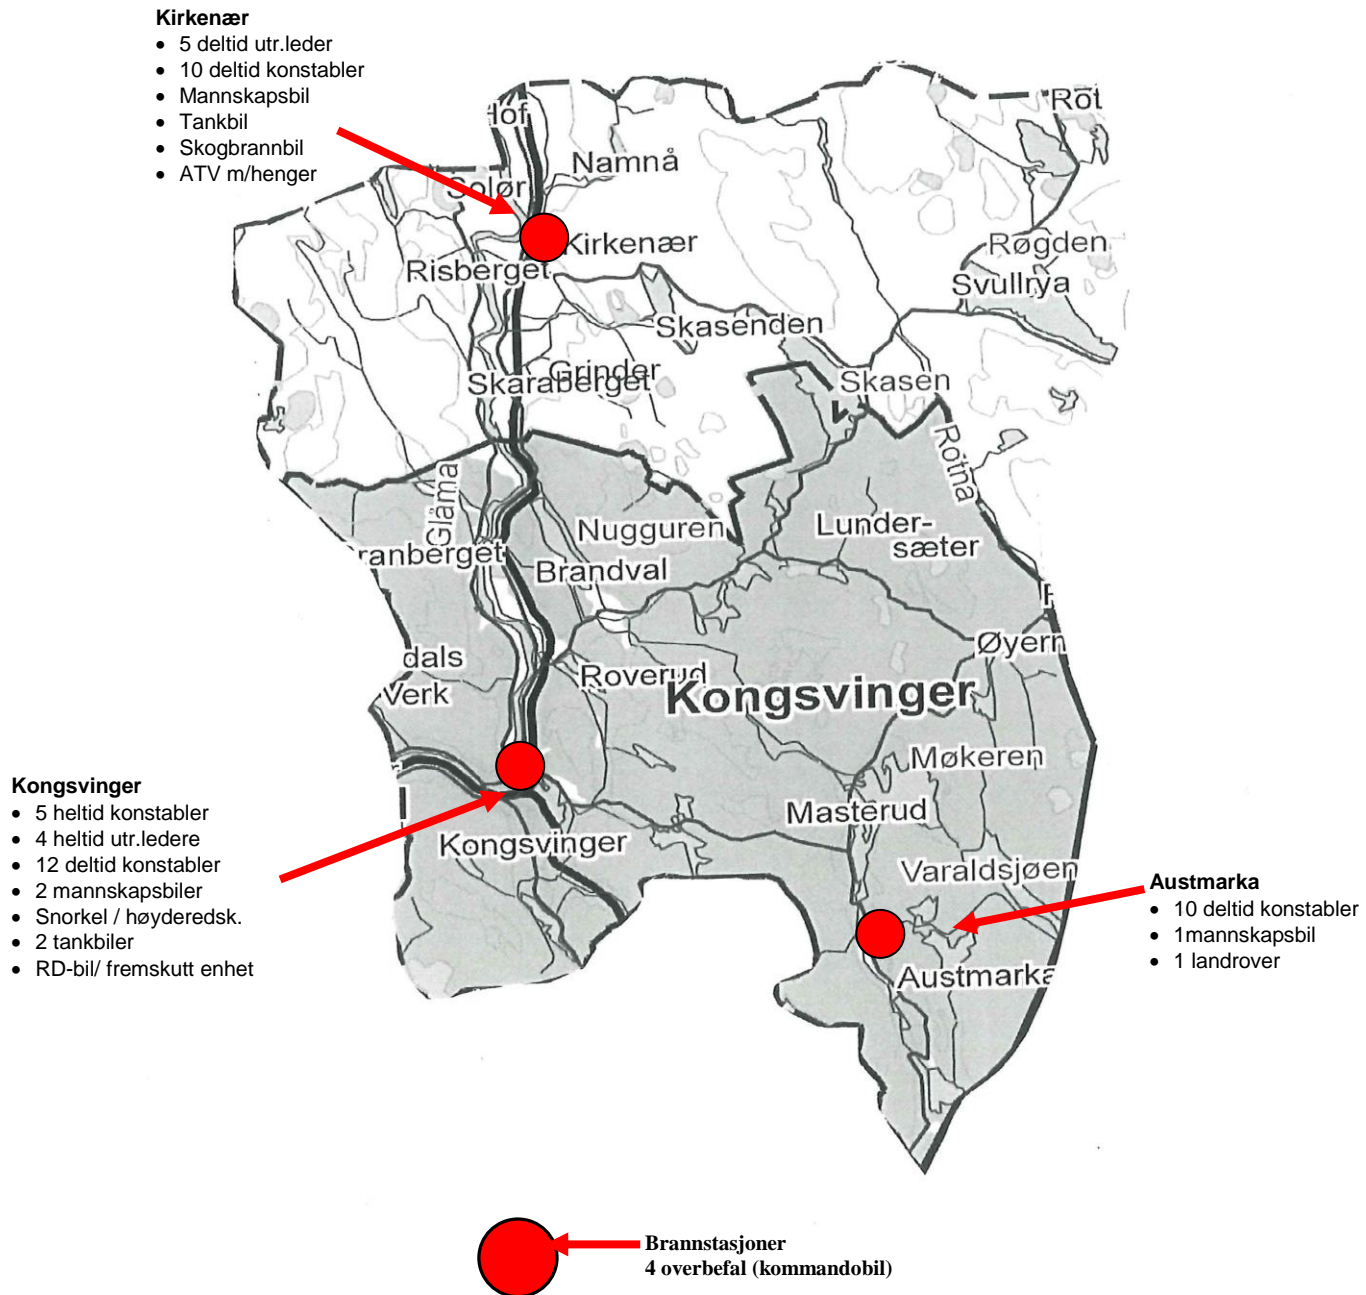 Kirkenær
• 5 deltid utr.leder
• 10 deltid konstabler
• Mannskapsbil
• Tankbil
• Skogbrannbil
• ATV m/henger
Røt
Namnå
Solør
Kirkenær
Røgden
Risberget
Svullrya
Skasenden
Grinder
Skaraberget
Skasen
Rotna
Glåma
Nugguren
Lunder-
sæter
ranberget
Brandval
Øyern
dals
Verk
Roverud
Kongsvinger
Møkeren
Masterud
Kongsvinger
Varaldsjøen
Austmarka
Kongsvinger
• 5 heltid konstabler
• 4 heltid utr.ledere
• 12 deltid konstabler
• 2 mannskapsbiler
• Snorkel / høyderedsk.
• 2 tankbiler
• RD-bil/ fremskutt enhet
Austmarka
• 10 deltid konstabler
• 1mannskapsbil
• 1 landrover
Brannstasjoner
4 overbefal (kommandobil)